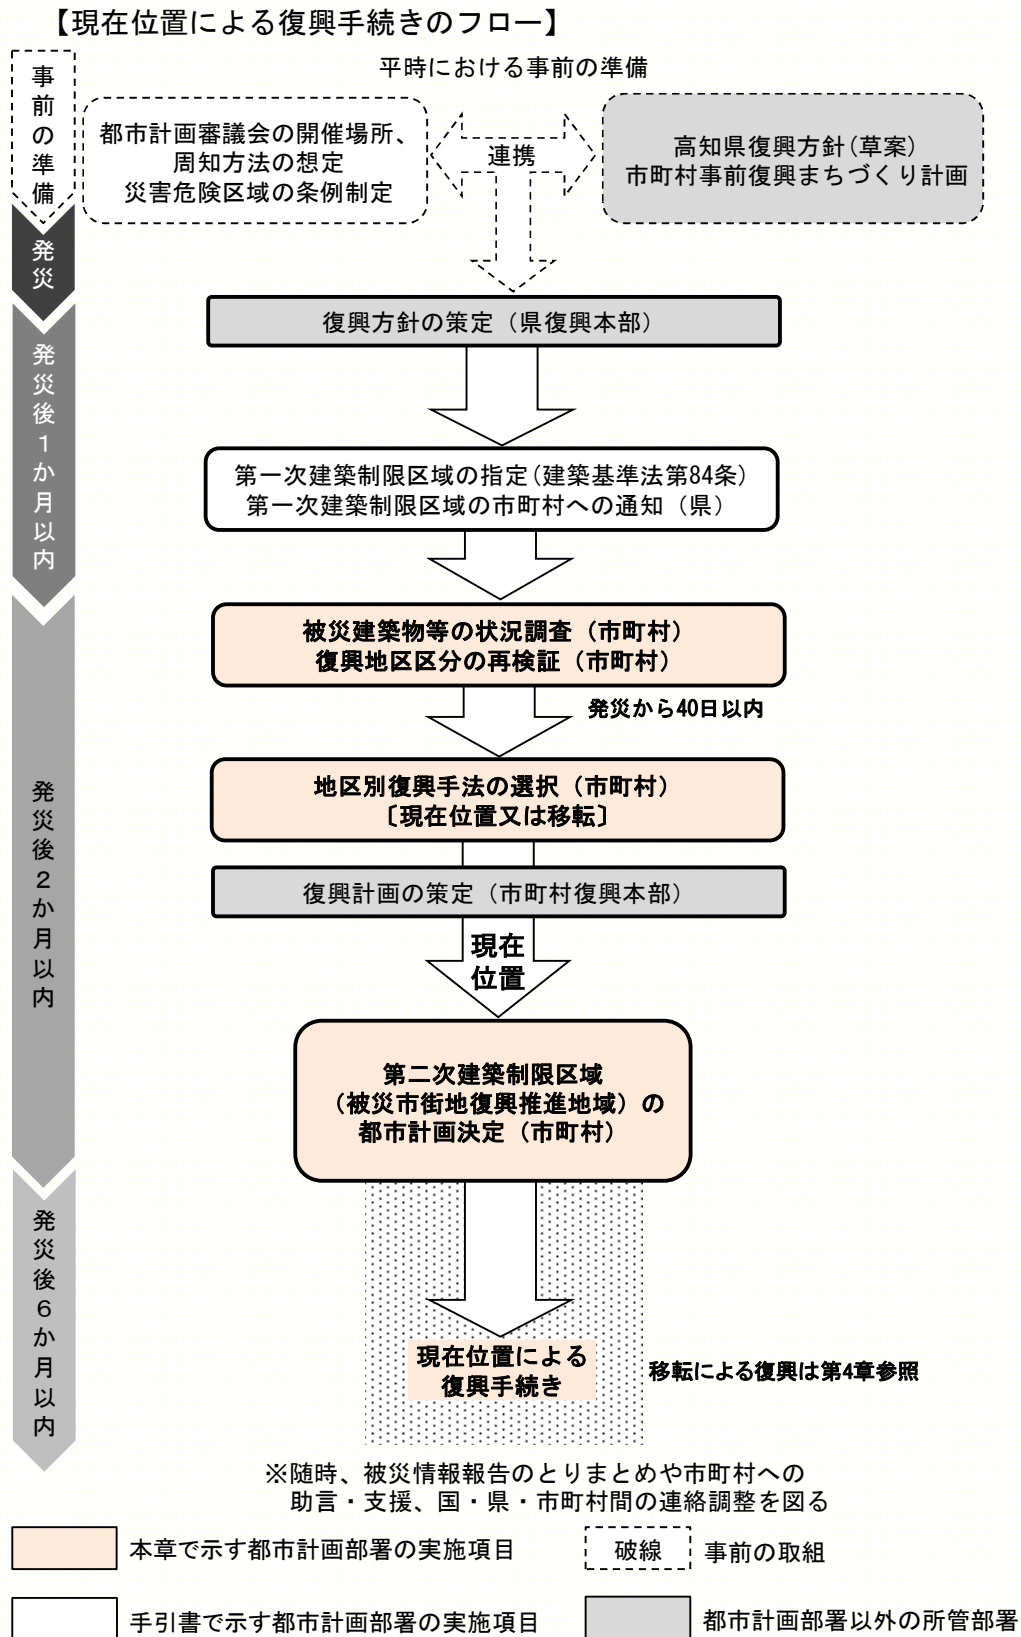 【現在位置による復興手続きのフロー】
事前の準備
平時における事前の準備
都市計画審議会の開催場所、
周知方法の想定
災害危険区域の条例制定
連携
高知県復興方針(草案)
市町村事前復興まちづくり計画
発災
復興方針の策定（県復興本部）
発災後１か月以内
第一次建築制限区域の指定(建築基準法第84条)
第一次建築制限区域の市町村への通知（県）
被災建築物等の状況調査（市町村）
復興地区区分の再検証（市町村）
発災から40日以内
発災後２か月以内
地区別復興手法の選択（市町村）
〔現在位置又は移転〕
復興計画の策定（市町村復興本部）
現在
位置
第二次建築制限区域
（被災市街地復興推進地域）の
都市計画決定（市町村）
発災後６か月以内
現在位置による
復興手続き
移転による復興は第4章参照
※随時、被災情報報告のとりまとめや市町村への
助言・支援、国・県・市町村間の連絡調整を図る
本章で示す都市計画部署の実施項目
破線
事前の取組
手引書で示す都市計画部署の実施項目
都市計画部署以外の所管部署